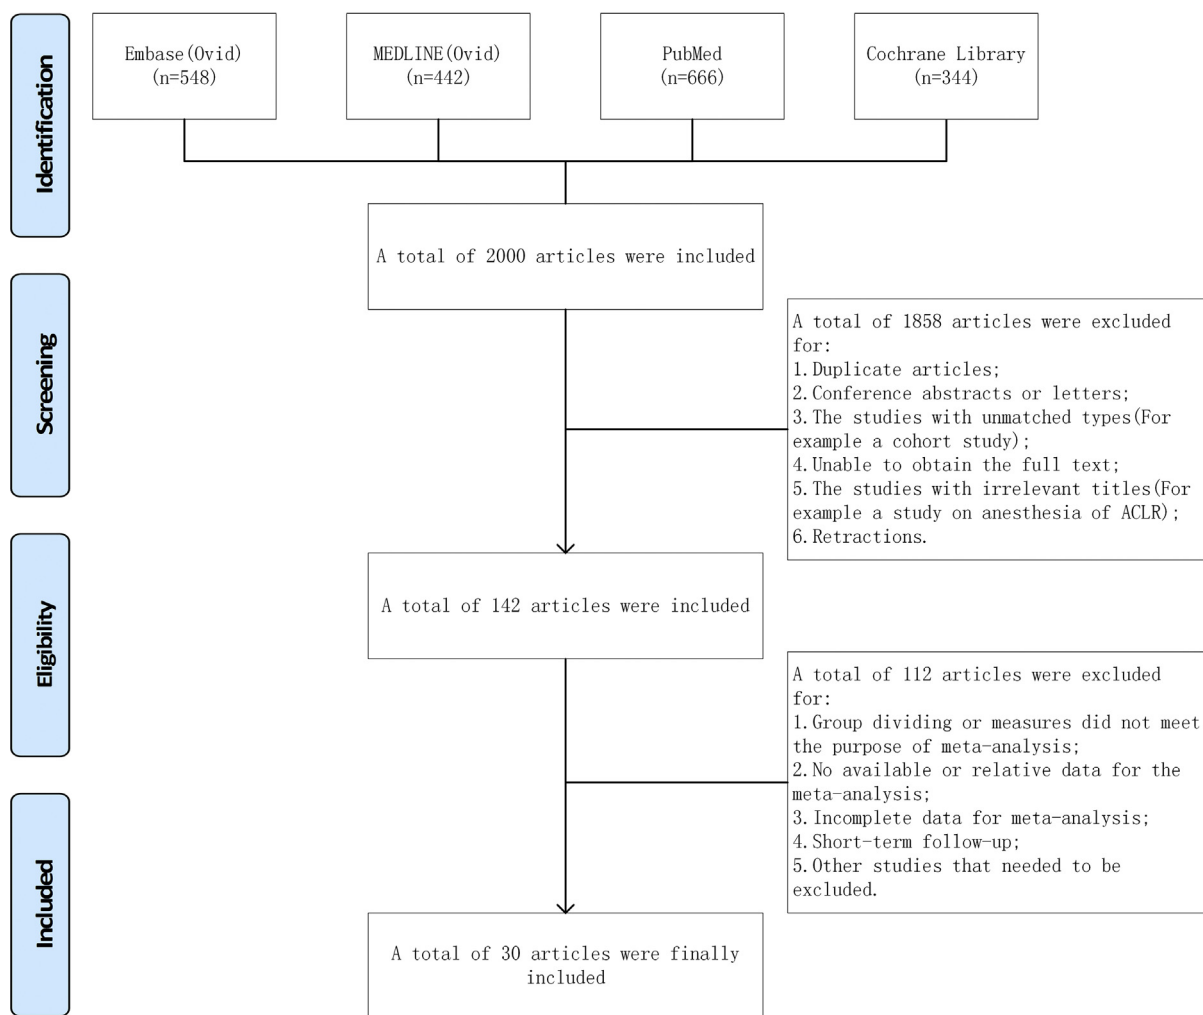 Identification
Embase(Ovid)
(n=548)
MEDLINE(Ovid)
(n=442)
PubMed
(n=666)
Cochrane Library
(n=344)
A total of 2000 articles were included
Screening
A total of 1858 articles were excluded
for:
1.Duplicate articles;
2.Conference abstracts or letters;
3.The studies with unmatched types(For
example a cohort study);
4.Unable to obtain the full text;
5.The studies with irrelevant titles(For
example a study on anesthesia of ACLR);
6.Retractions.
Eligibility
A total of 142 articles were included
A total of 112 articles were excluded
for:
1.Group dividing or measures did not meet
the purpose of meta-analysis;
2.No available or relative data for the
meta-analysis;
3.Incomplete data for meta-analysis;
4.Short-term follow-up;
5.Other studies that needed to be
excluded.
Included
A total of 30 articles were finally
included